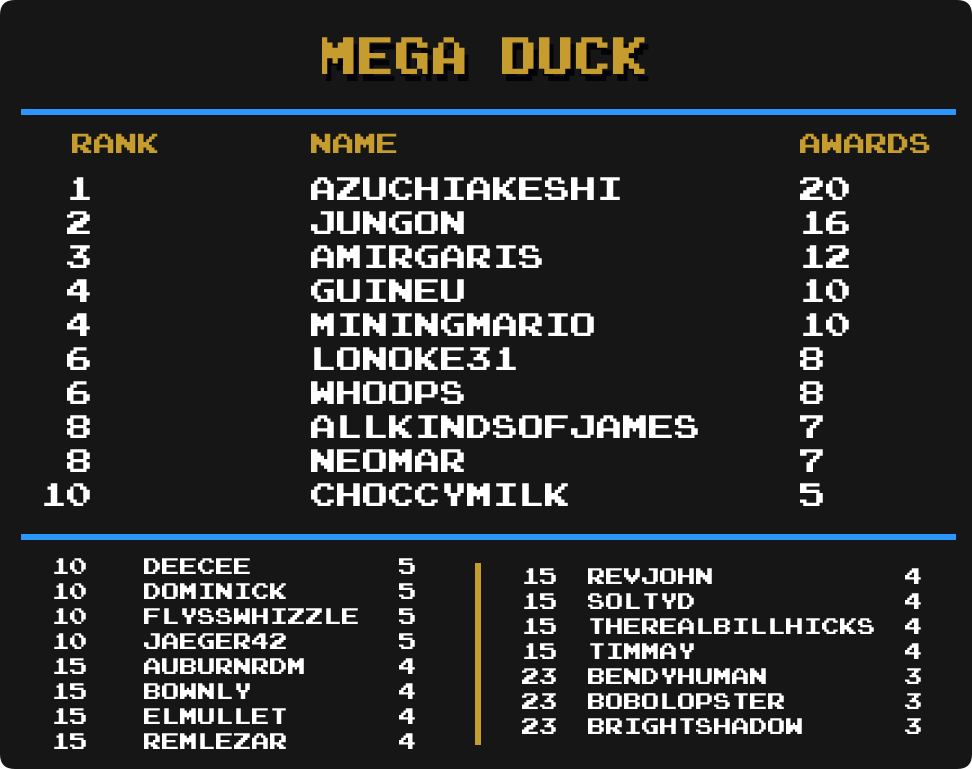 MEGA DUCK
RANK NAME AWARDS
1 AZUCHIAKESHI 20
2 JUNGON 16
3 AMIRGARIS 12
4 GUINEU 10
4 MININGMARIO 10
6 LONOKE31 8
6 WHOOPS 8
8 ALLKINDSOFJAMES 7
8 NEOMAR 7
10 CHOCCYMILK 5
10 DEECEE 5
10 DOMINICK 5
10 FLYSSWHIZZLE 5
10 JAEGER42 5
15 AUBURNRDM 4
15 BOWNLY 4
15 ELMULLET 4
15 REMLEZAR 4
15 REVJOHN 4
15 SOLTYD 4
15 THEREALBILLHICKS 4
15 TIMMAY 4
23 BENDYHUMAN 3
23 BOBOLOPSTER 3
23 BRIGHTSHADOW 3